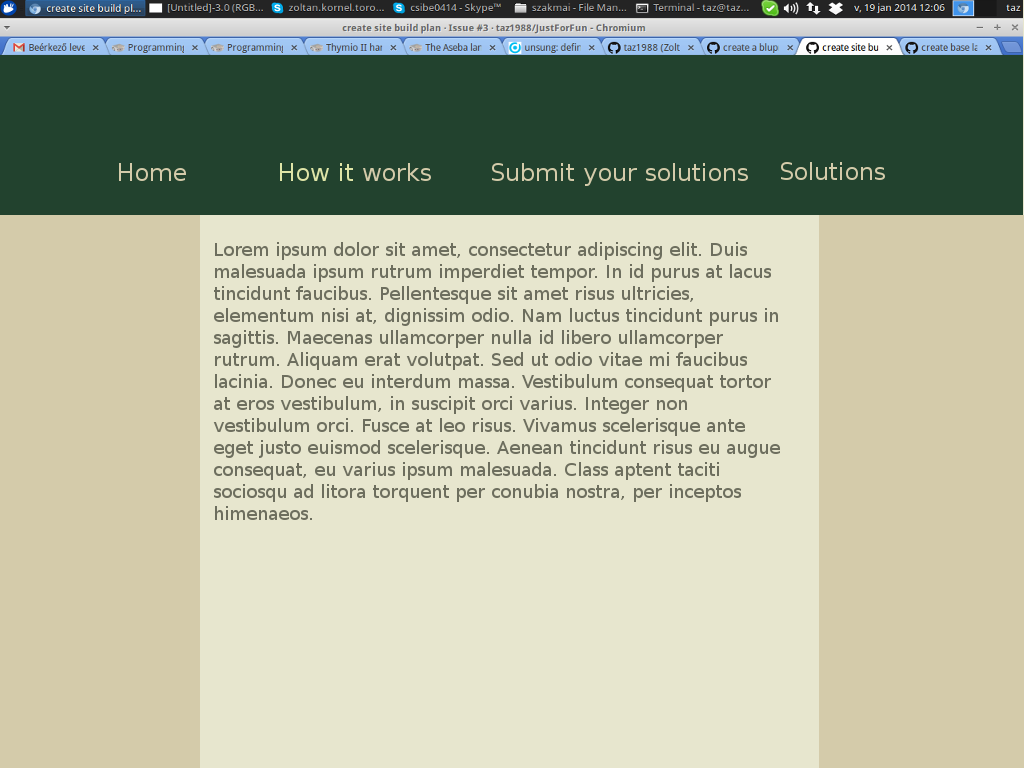 create site build pl...
[Untitled]-3.0 (RGB...
zoltan.kornel.toro...
csibe0414 - Skype™
szakmai - File Man...
Terminal - taz@taz...
v, 19 jan 2014 12:06
taz
create site build plan · Issue #3 · taz1988/JustForFun - Chromium
Beérkező leve
Programming
Programming
Thymio II har
The Aseba lar
unsung: defir
taz1988 (Zolt
create a blup
create site bu
create base la
Home
How it works
Submit your solutions
Solutions
Lorem ipsum dolor sit amet, consectetur adipiscing elit. Duis
malesuada ipsum rutrum imperdiet tempor. In id purus at lacus
tincidunt faucibus. Pellentesque sit amet risus ultricies,
elementum nisi at, dignissim odio. Nam luctus tincidunt purus in
sagittis. Maecenas ullamcorper nulla id libero ullamcorper
rutrum. Aliquam erat volutpat. Sed ut odio vitae mi faucibus
lacinia. Donec eu interdum massa. Vestibulum consequat tortor
at eros vestibulum, in suscipit orci varius. Integer non
vestibulum orci. Fusce at leo risus. Vivamus scelerisque ante
eget justo euismod scelerisque. Aenean tincidunt risus eu augue
consequat, eu varius ipsum malesuada. Class aptent taciti
sociosqu ad litora torquent per conubia nostra, per inceptos
himenaeos.